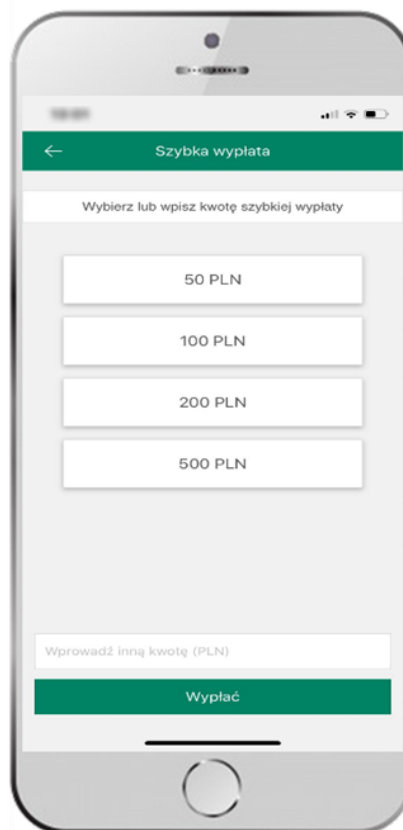 Szybka wypłata
Wybierz lub wpisz kwotę szybkiej wypłaty
50 PLN
100 PLN
200 PLN
500 PLN
Wprowadź inną kwotę (PLN)
Wypłać